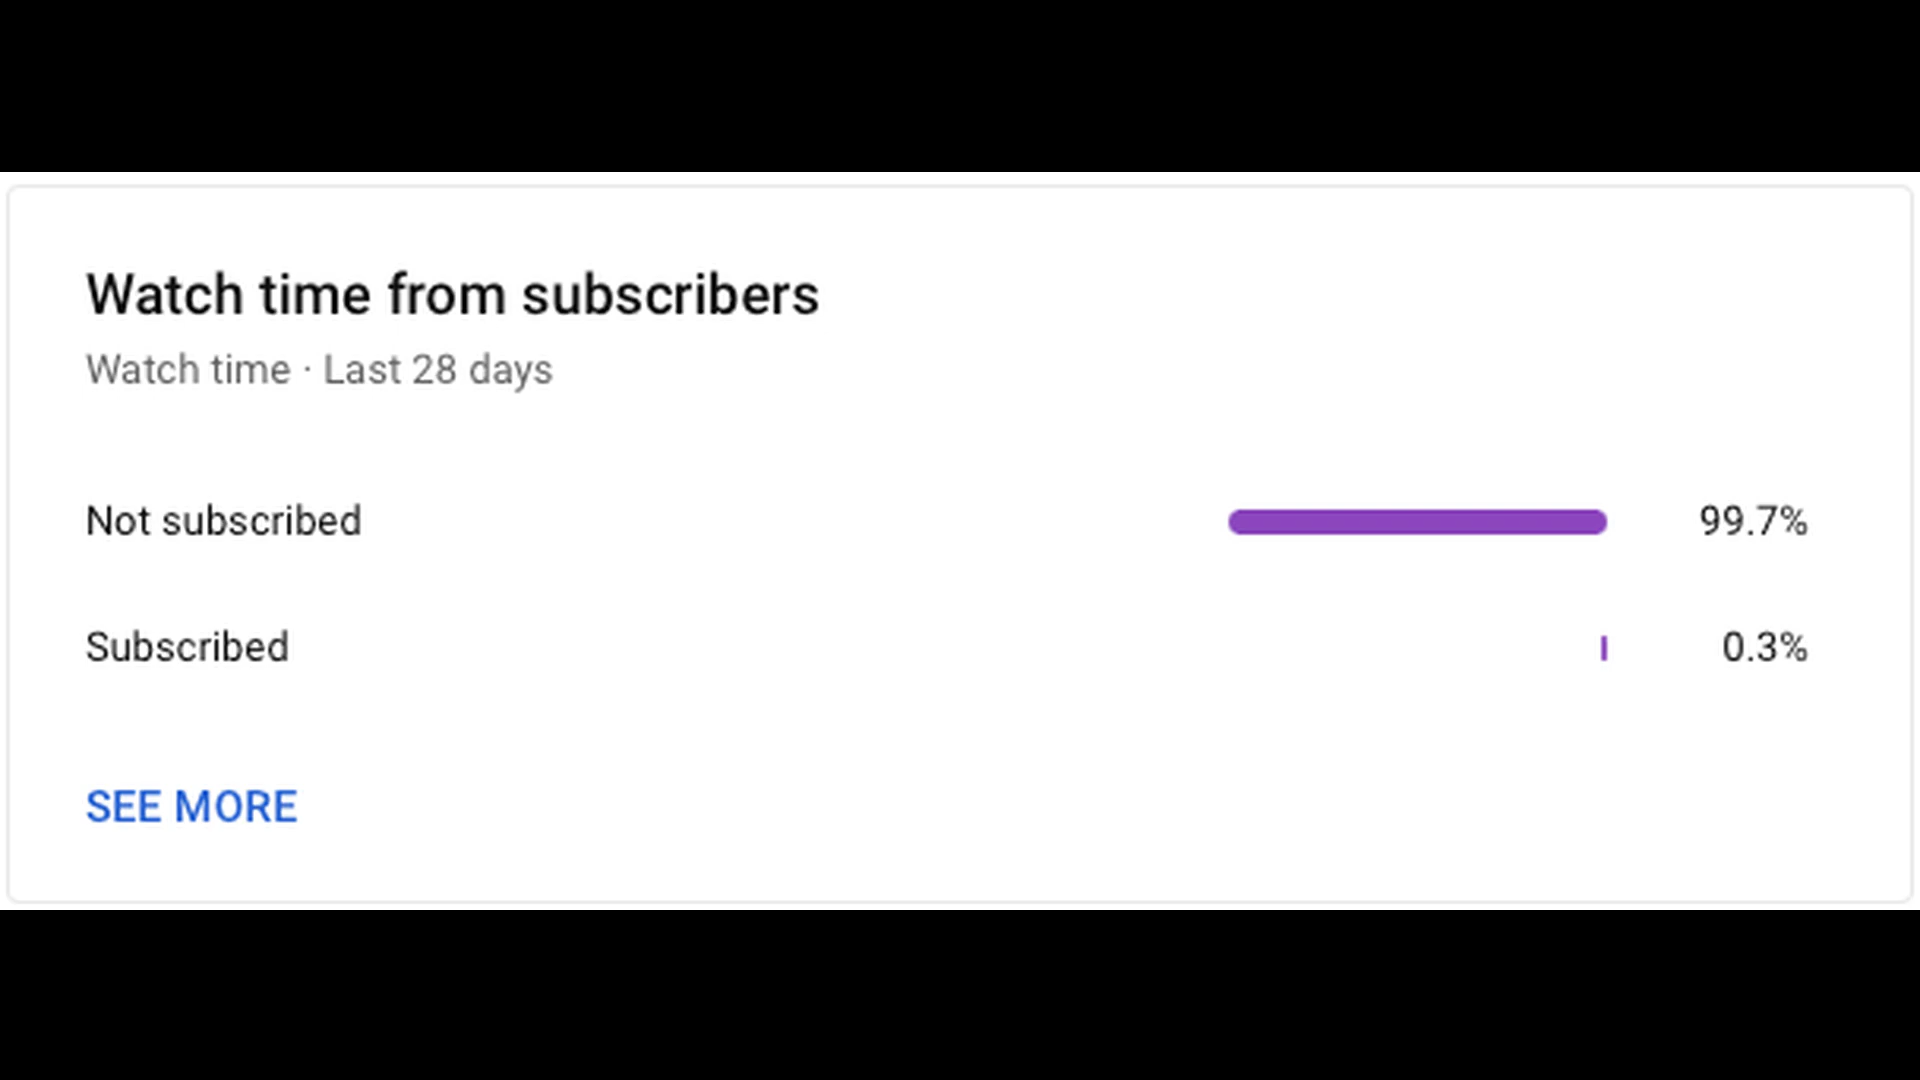 Watch time from subscribers
Watch time · Last 28 days
Not subscribed 99.7%
Subscribed 0.3%
SEE MORE